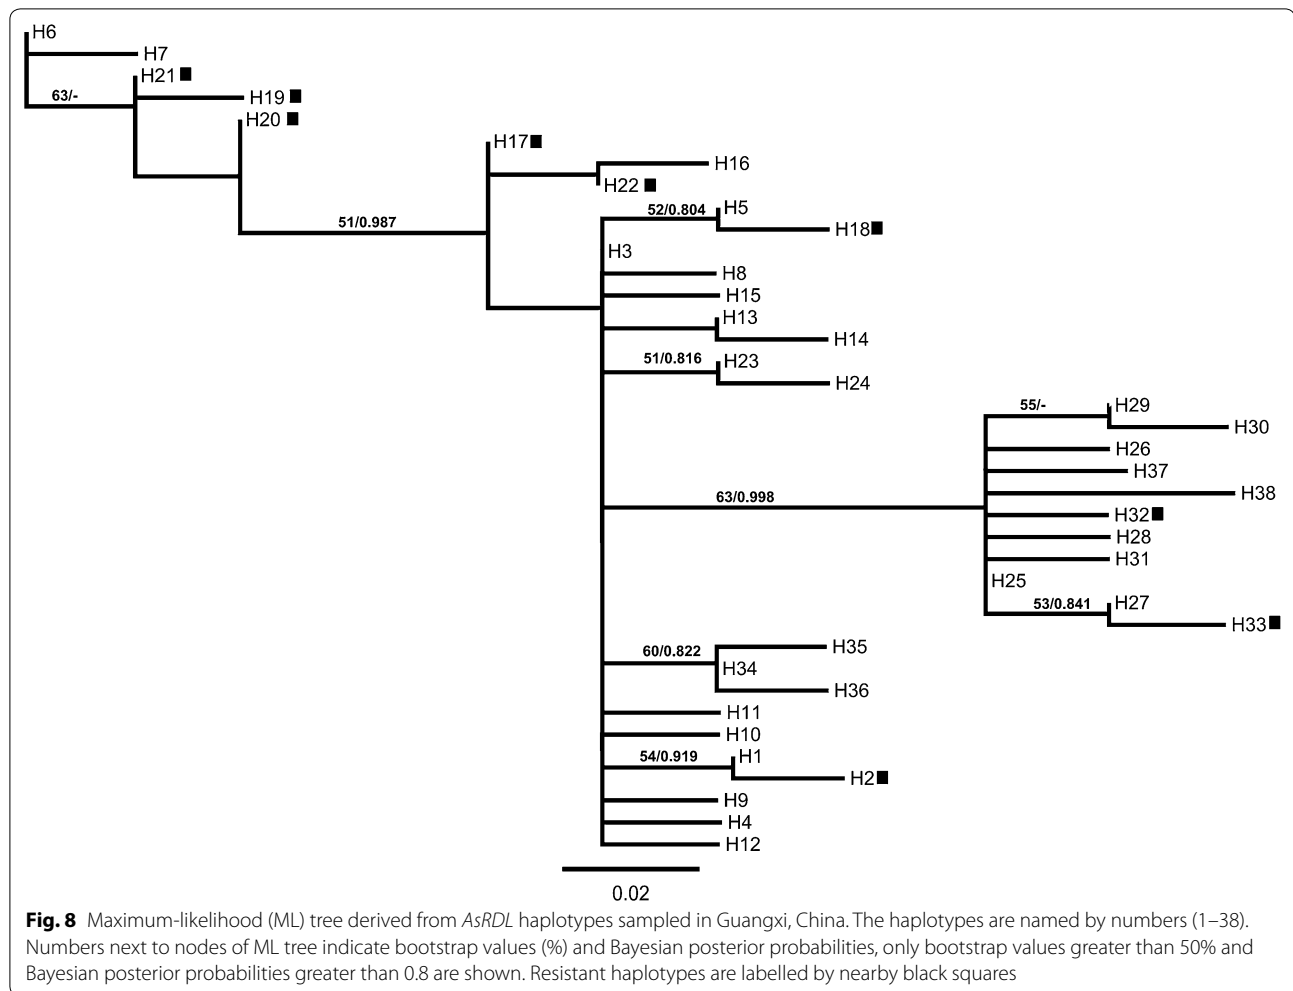 H6
H7
H21
63/-
H19
H20
H17
H16
H22
51/0.987
52/0.804
H5
H18
H3
H8
H15
H13
H14
51/0.816
H23
H24
55/-
H29
H30
H26
H37
63/0.998
H38
H32
H28
H31
H25
53/0.841
H27
H33
60/0.822
H35
H34
H36
H11
H10
54/0.919
H1
H2
H9
H4
H12
0.02
Fig. 8 Maximum-likelihood (ML) tree derived from AsRDL haplotypes sampled in Guangxi, China. The haplotypes are named by numbers (1–38).
Numbers next to nodes of ML tree indicate bootstrap values (%) and Bayesian posterior probabilities, only bootstrap values greater than 50% and
Bayesian posterior probabilities greater than 0.8 are shown. Resistant haplotypes are labelled by nearby black squares